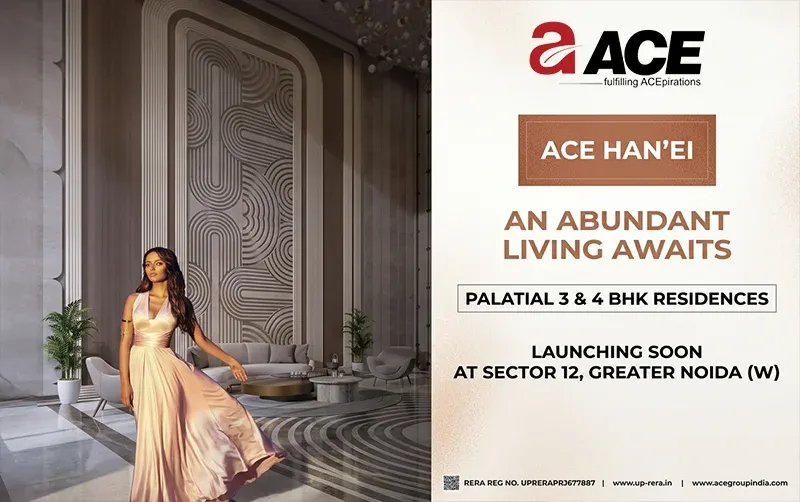 a ACE
fulfilling ACEpirations
ACE HAN'EI
AN ABUNDANT
LIVING AWAITS
PALATIAL 3 & 4 BHK RESIDENCES
LAUNCHING SOON
AT SECTOR 12, GREATER NOIDA (W)
RERA REG NO. UPRERAPRJ677887 | www.up-rera.in | www.acegroupindia.com